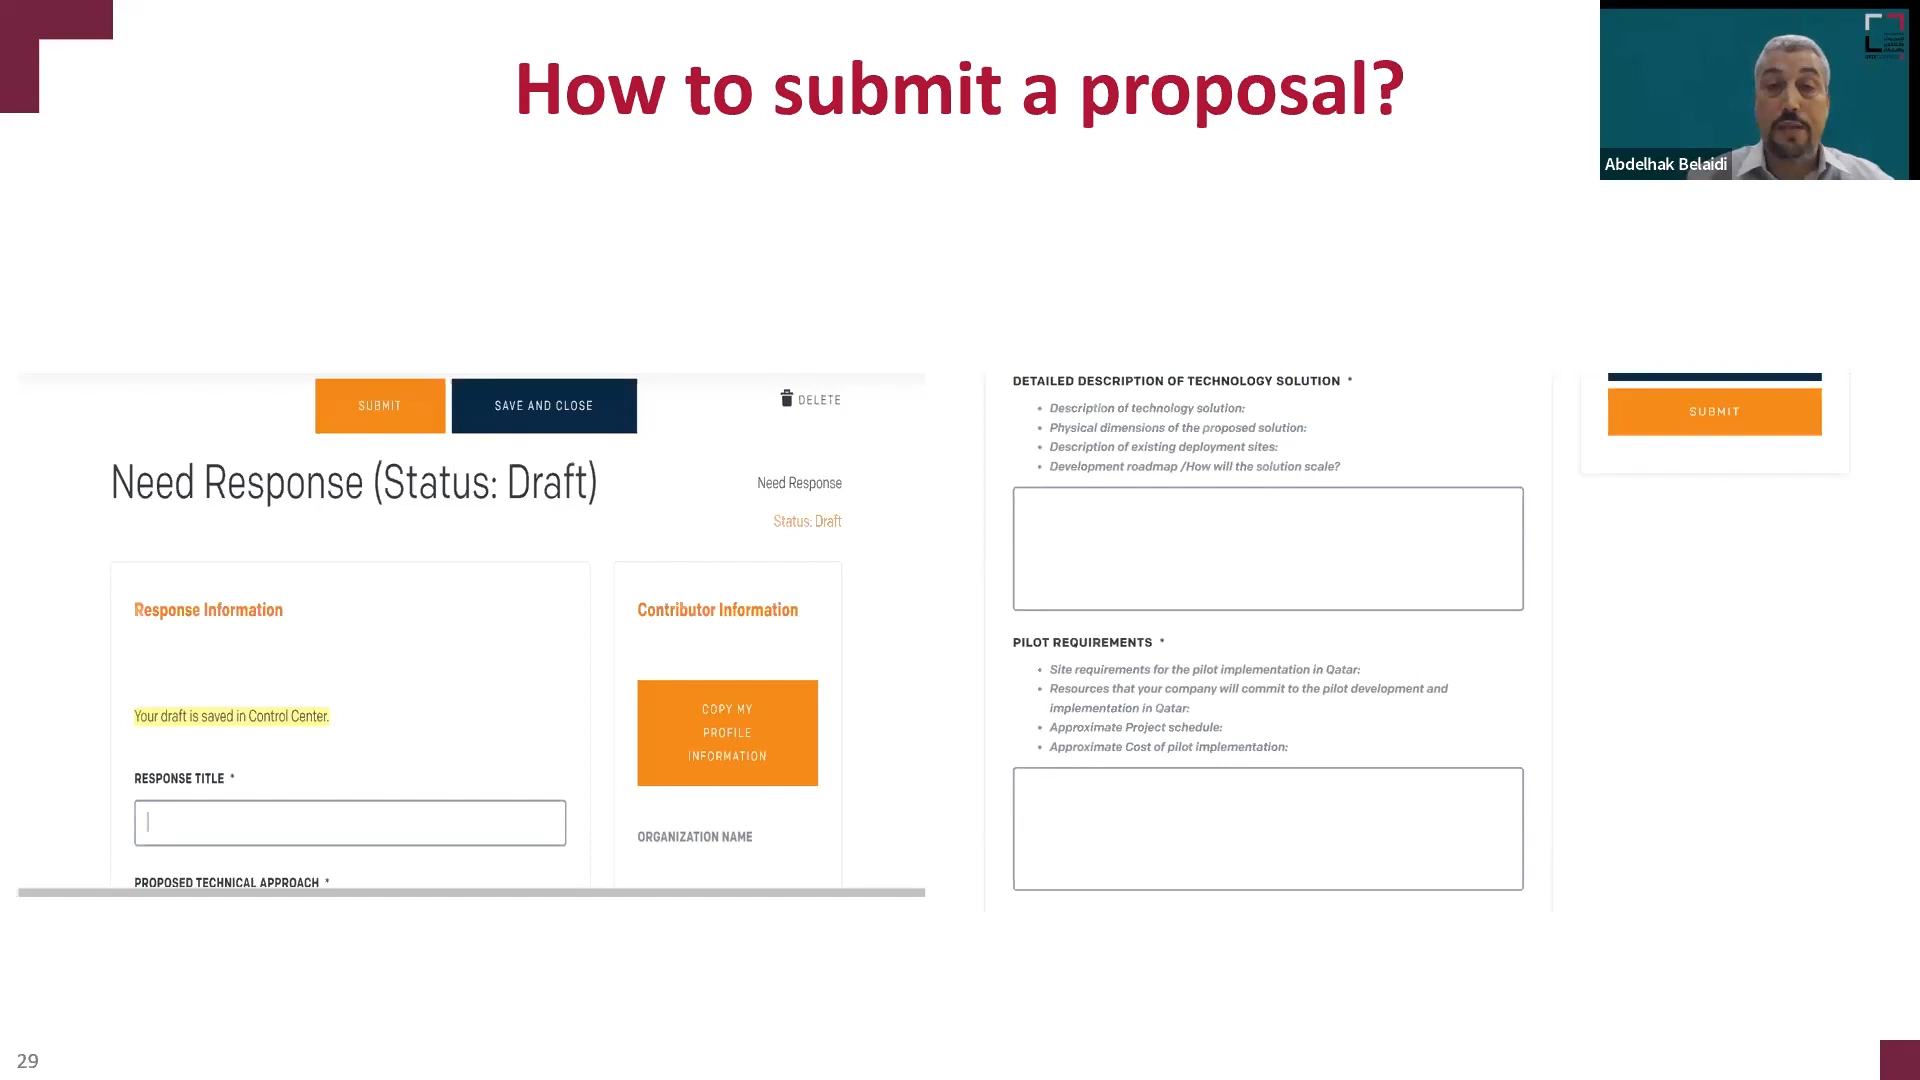 How to submit a proposal?
Abdelhak Belaidi
SUBMIT
SAVE AND CLOSE
DELETE
Need Response (Status: Draft)
Need Response
Status: Draft
Response Information
Your draft is saved in Control Center.
RESPONSE TITLE *
PROPOSED TECHNICAL APPROACH *
Contributor Information
COPY MY
PROFILE
INFORMATION
ORGANIZATION NAME
DETAILED DESCRIPTION OF TECHNOLOGY SOLUTION *
• Description of technology solution:
• Physical dimensions of the proposed solution:
• Description of existing deployment sites:
• Development roadmap /How will the solution scale?
PILOT REQUIREMENTS *
• Site requirements for the pilot implementation in Qatar:
• Resources that your company will commit to the pilot development and
implementation in Qatar:
• Approximate Project schedule:
• Approximate Cost of pilot implementation:
SUBMIT
29